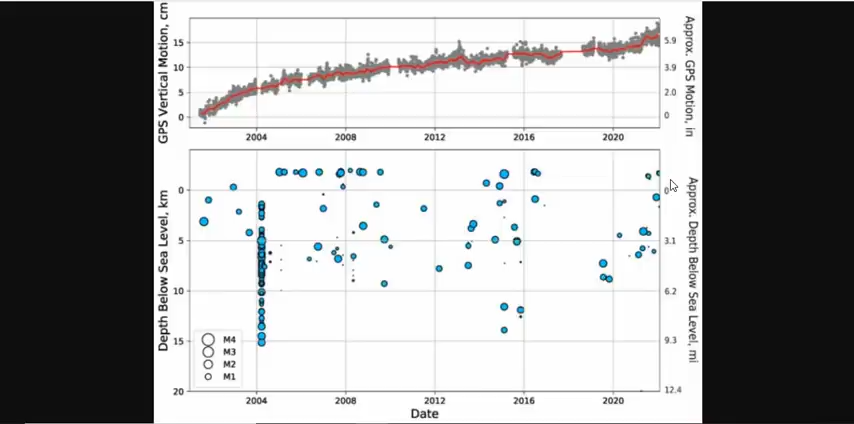 GPS Vertical Motion, cm
15
10
5
0
Approx. GPS Motion, in
5.9
3.9
2.0
0
2004 2008 2012 2016 2020
Depth Below Sea Level, km
0
5
10
15
20
Approx. Depth Below Sea Level, mi
0
3.1
6.2
9.3
12.4
M4
M3
M2
M1
2004 2008 2012 2016 2020
Date